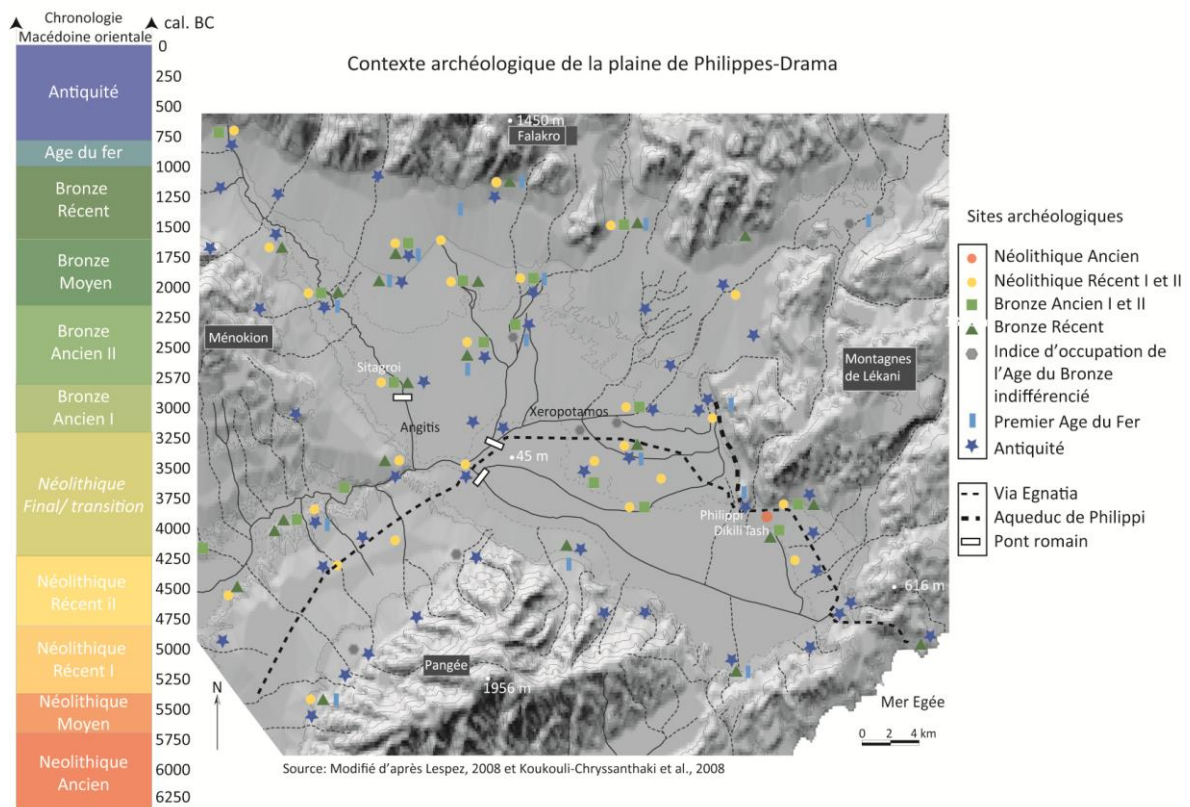 Chronologie
Macédoine orientale
cal. BC
0
250
500
750
1000
1250
1500
1750
2000
2250
2500
2570
3000
3250
3500
3750
4000
4250
4500
4750
5000
5250
5500
5750
6000
6250
Antiquité
Age du fer
Bronze
Récent
Bronze
Moyen
Bronze
Ancien II
Bronze
Ancien I
Néolithique
Final/ transition
Néolithique
Récent iI
Néolithique
Récent I
Néolithique
Moyen
Neolithique
Ancien
Contexte archéologique de la plaine de Philippes-Drama
1450 m
Falakro
Ménokion
Sitagroi
Angitis
Xeropotamos
45 m
Montagnes
de Lékani
Philippi
Dikili Tash
616 m
Pangée
1956 m
Mer Egée
N
0 2 4 km
Source: Modifié d'après Lespez, 2008 et Koukouli-Chryssanthaki et al., 2008
Sites archéologiques
Néolithique Ancien
Néolithique Récent I et II
Bronze Ancien I et II
Bronze Récent
Indice d'occupation de
l'Age du Bronze
indifférencié
Premier Age du Fer
Antiquité
Via Egnatia
Aqueduc de Philippi
Pont romain